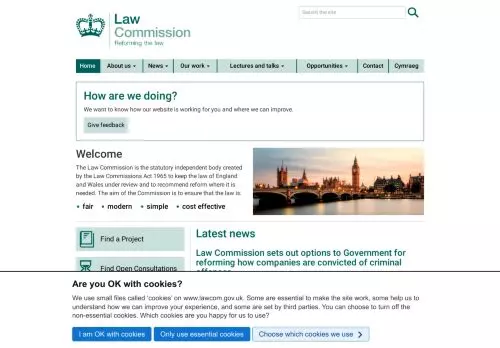 Law
Commission
Reforming the law
Search the site
Home
About us
News
Our work
Lectures and talks
Opportunities
Contact
Cymraeg
How are we doing?
We want to know how our website is working for you and where we can improve.
Give feedback
Welcome
The Law Commission is the statutory independent body created
by the Law Commissions Act 1965 to keep the law of England
and Wales under review and to recommend reform where it is
needed. The aim of the Commission is to ensure that the law is
• fair • modern • simple • cost effective
Find a Project
Find Open Consultations
Latest news
Law Commission sets out options to Government for
reforming how companies are convicted of criminal
offences
Are you OK with cookies?
We use small files called 'cookies' on www.lawcom.gov.uk. Some are essential to make the site work, some help us to
understand how we can improve your experience, and some are set by third parties. You can choose to turn off the
non-essential cookies. Which cookies are you happy for us to use?
I am OK with cookies
Only use essential cookies
Choose which cookies we use